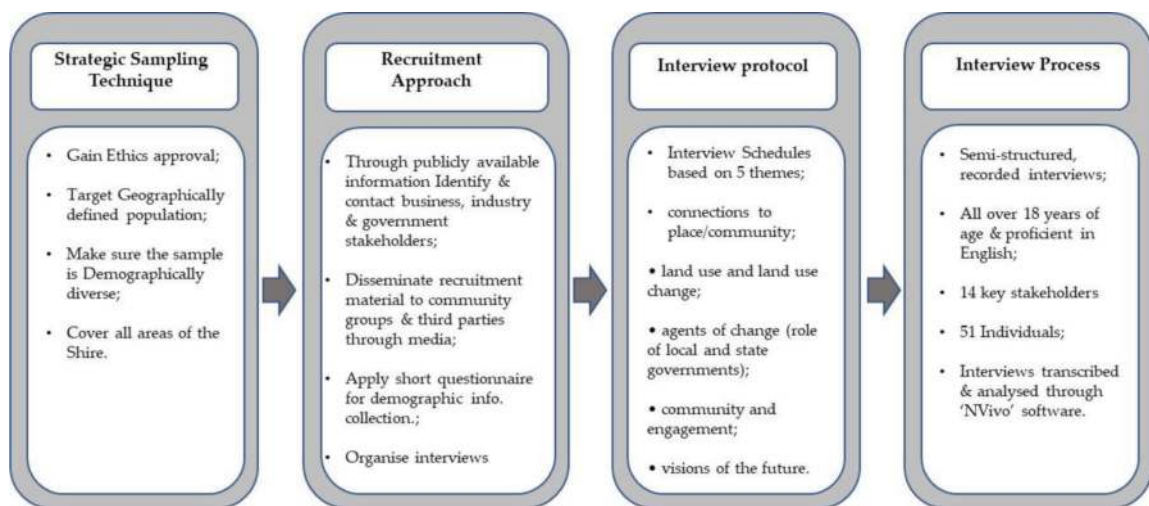 Strategic Sampling
Technique
• Gain Ethics approval;
• Target Geographically
defined population;
• Make sure the sample
is Demographically
diverse;
• Cover all areas of the
Shire.
Recruitment
Approach
• Through publicly available
information Identify &
contact business, industry
& government
stakeholders;
• Disseminate recruitment
material to community
groups & third parties
through media;
• Apply short questionnaire
for demographic info.
collection.;
• Organise interviews
Interview protocol
• Interview Schedules
based on 5 themes;
• connections to
place/community;
• land use and land use
change;
• agents of change (role
of local and state
governments);
• community and
engagement;
• visions of the future.
Interview Process
• Semi-structured,
recorded interviews;
• All over 18 years of
age & proficient in
English;
• 14 key stakeholders
• 51 Individuals;
• Interviews transcribed
& analysed through
‘NVivo’ software.